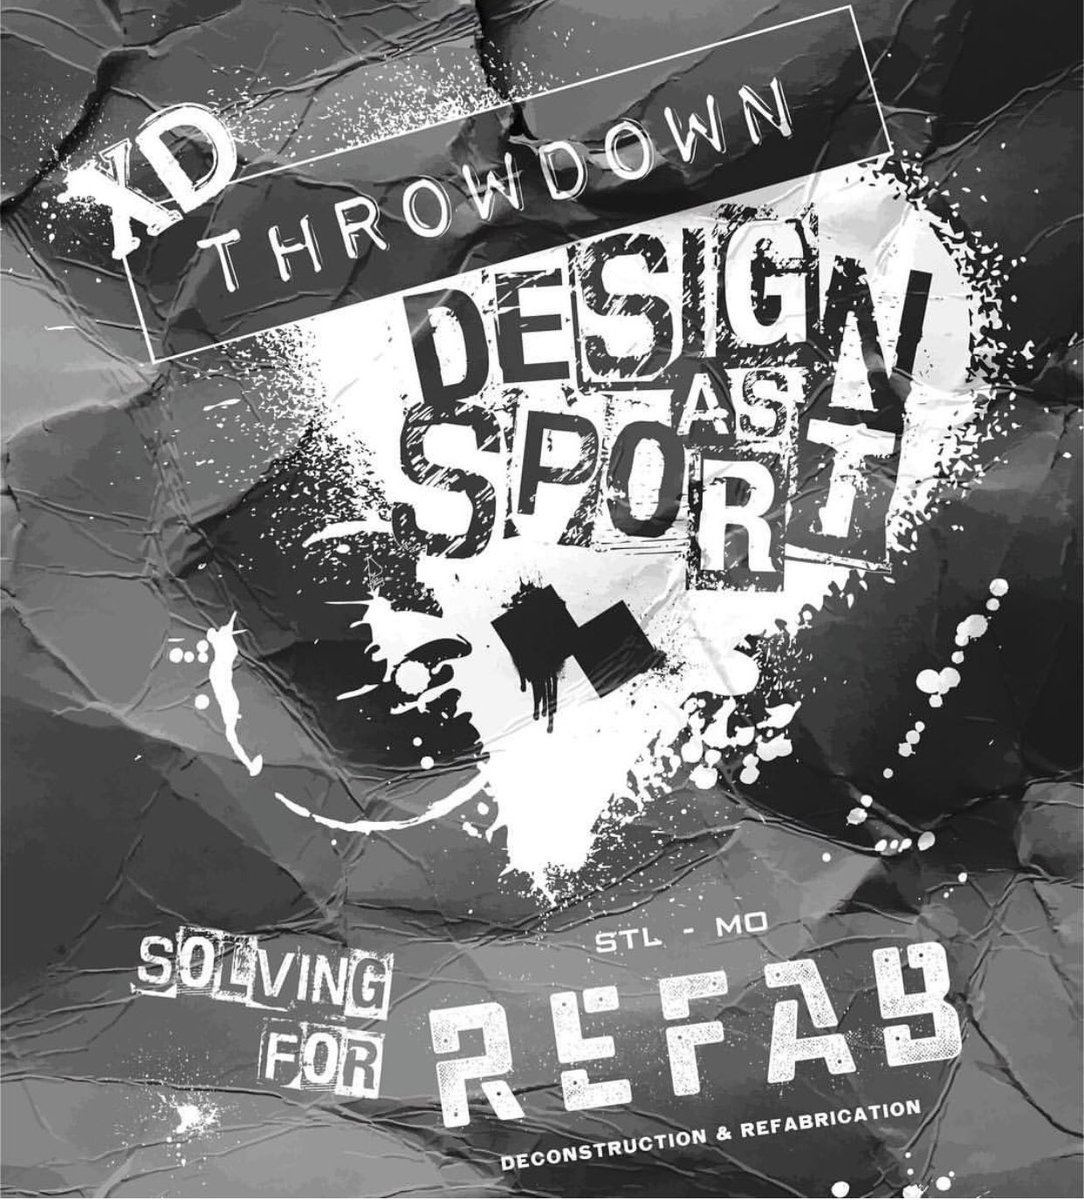 XD
THROWDOWN
DESIGN
AS
SPORT
SOLVING
FOR
STL - MO
REFAB
DECONSTRUCTION & REFABRICATION